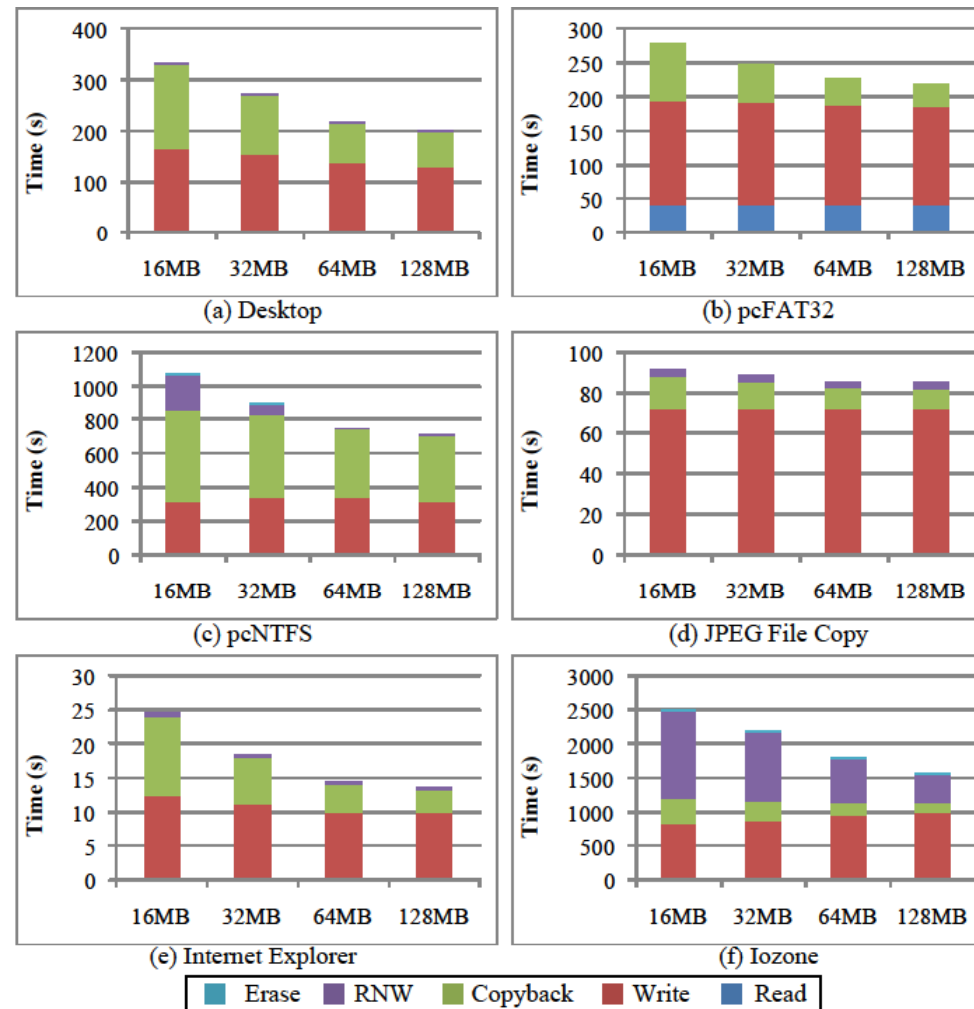 400
300
200
100
0
Time (s)
16MB 32MB 64MB 128MB
(a) Desktop
300
250
200
150
100
50
0
Time (s)
16MB 32MB 64MB 128MB
(b) pcFAT32
1200
1000
800
600
400
200
0
Time (s)
16MB 32MB 64MB 128MB
(c) pcNTFS
100
80
60
40
20
0
Time (s)
16MB 32MB 64MB 128MB
(d) JPEG File Copy
30
25
20
15
10
5
0
Time (s)
16MB 32MB 64MB 128MB
(e) Internet Explorer
3000
2500
2000
1500
1000
500
0
Time (s)
16MB 32MB 64MB 128MB
(f) Iozone
Erase RNW Copyback Write Read